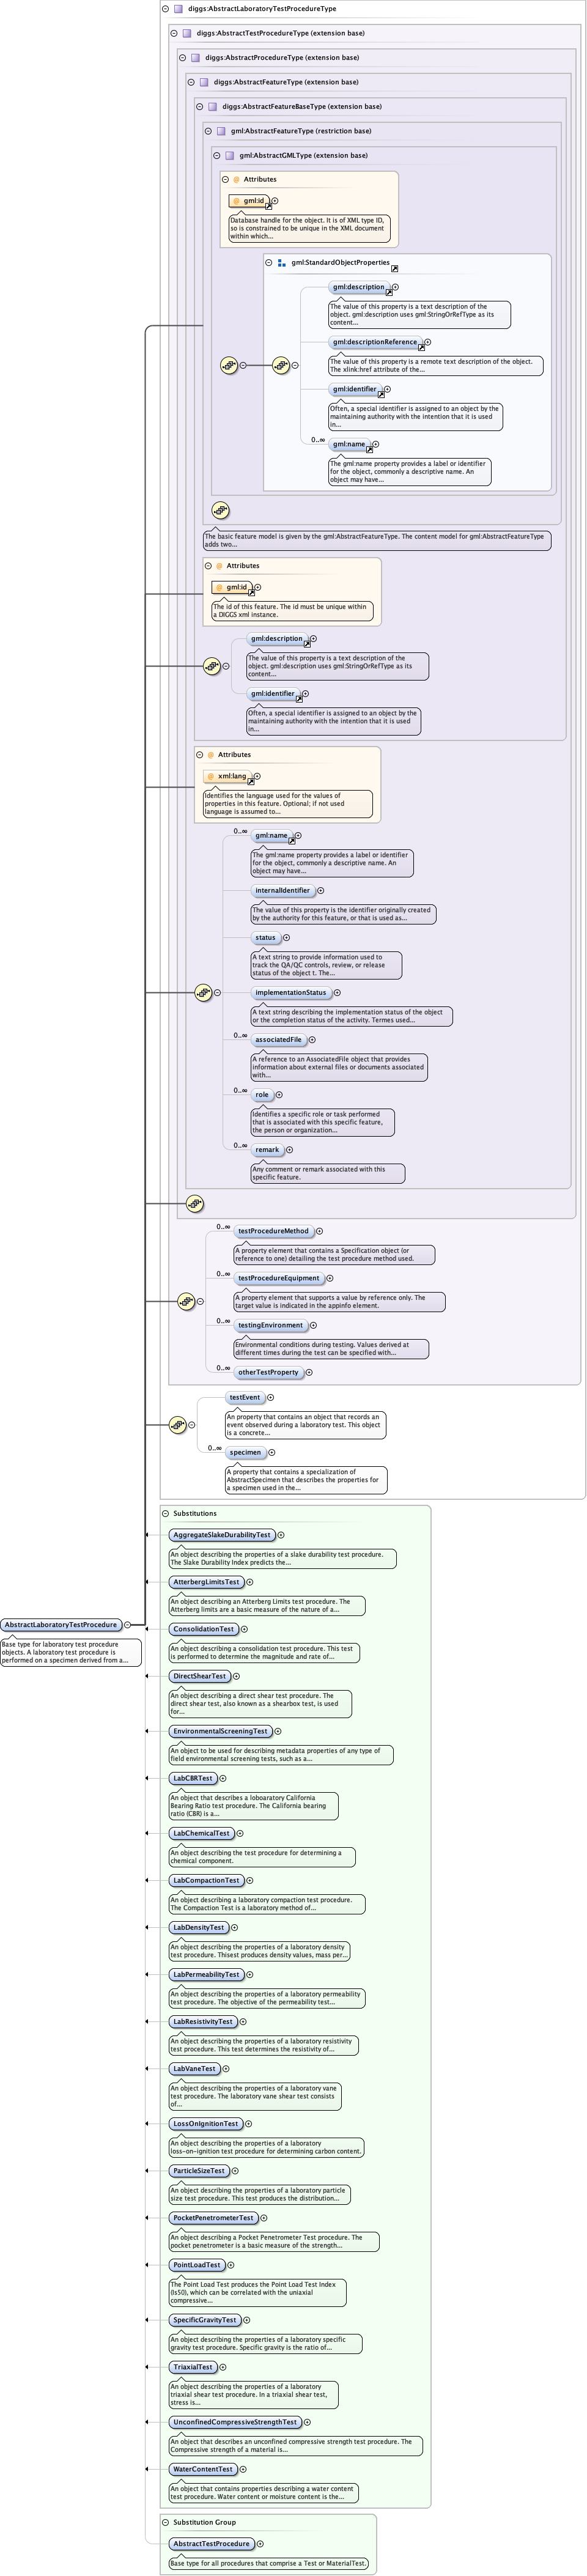 diggs:AbstractLaboratoryTestProcedureType
diggs:AbstractTestProcedureType (extension base)
diggs:AbstractProcedureType (extension base)
diggs:AbstractFeatureType (extension base)
diggs:AbstractFeatureBaseType (extension base)
gml:AbstractFeatureType (restriction base)
gml:AbstractGMLType (extension base)
Attributes
gml:id
Database handle for the object. It is of XML type ID,
so is constrained to be unique in the XML document
within which...
gml:StandardObjectProperties
gml:description
The value of this property is a text description of the
object. gml:description uses gml:StringOrRefType as its
content...
gml:descriptionReference
The value of this property is a remote text description of the object.
The xlink:href attribute of the...
gml:identifier
Often, a special identifier is assigned to an object by the
maintaining authority with the intention that it is used
in...
0..∞
gml:name
The gml:name property provides a label or identifier
for the object, commonly a descriptive name. An
object may have...
The basic feature model is given by the gml:AbstractFeatureType. The content model for gml:AbstractFeatureType
adds two...
Attributes
gml:id
The id of this feature. The id must be unique within
a DIGGS xml instance.
gml:description
The value of this property is a text description of the
object. gml:description uses gml:StringOrRefType as its
content...
gml:identifier
Often, a special identifier is assigned to an object by the
maintaining authority with the intention that it is used
in...
Attributes
xml:lang
Identifies the language used for the values of
properties in this feature. Optional; if not used
language is assumed to...
0..∞
gml:name
The gml:name property provides a label or identifier
for the object, commonly a descriptive name. An
object may have...
internalIdentifier
The value of this property is the identifier originally created
by the authority for this feature, or that is used as...
status
A text string to provide information used to
track the QA/QC controls, review, or release
status of the object t. The...
implementationStatus
A text string describing the implementation status of the object
or the completion status of the activity. Termes used...
0..∞
associatedFile
A reference to an AssociatedFile object that provides
information about external files or documents associated
with...
0..∞
role
Identifies a specific role or task performed
that is associated with this specific feature,
the person or organization...
0..∞
remark
Any comment or remark associated with this
specific feature.
0..∞
testProcedureMethod
A property element that contains a Specification object (or
reference to one) detailing the test procedure method used.
0..∞
testProcedureEquipment
A property element that supports a value by reference only. The
target value is indicated in the appinfo element.
0..∞
testingEnvironment
Environmental conditions during testing. Values derived at
different times during the test can be specified with...
0..∞
otherTestProperty
testEvent
An property that contains an object that records an
event observed during a laboratory test. This object
is a concrete...
0..∞
specimen
A property that contains a specialization of
AbstractSpecimen that describes the properties for
a specimen used in the...
Substitutions
AggregateSlakeDurabilityTest
An object describing the properties of a slake durability test procedure.
The Slake Durability Index predicts the...
AtterbergLimitsTest
An object describing an Atterberg Limits test procedure. The
Atterberg limits are a basic measure of the nature of a...
AbstractLaboratoryTestProcedure
Base type for laboratory test procedure
objects. A laboratory test procedure is
performed on a specimen derived from a...
ConsolidationTest
An object describing a consolidation test procedure. This test
is performed to determine the magnitude and rate of...
DirectShearTest
An object describing a direct shear test procedure. The
direct shear test, also known as a shearbox test, is used
for...
EnvironmentalScreeningTest
An object to be used for describing metadata properties of any type of
field environmental screening tests, such as a...
LabCBRTest
An object that describes a loboaratory California
Bearing Ratio test procedure. The California bearing
ratio (CBR) is a...
LabChemicalTest
An object describing the test procedure for determining a
chemical component.
LabCompactionTest
An object describing a laboratory compaction test procedure.
The Compaction Test is a laboratory method of...
LabDensityTest
An object describing the properties of a laboratory density
test procedure. Thisest produces density values, mass per...
LabPermeabilityTest
An object describing the properties of a laboratory permeability
test procedure. The objective of the permeability test...
LabResistivityTest
An object describing the properties of a laboratory resistivity
test procedure. This test determines the resistivity of...
LabVaneTest
An object describing the properties of a laboratory vane
test procedure. The laboratory vane shear test consists
of...
LossOnIgnitionTest
An object describing the properties of a laboratory
loss-on-ignition test procedure for determining carbon content.
ParticleSizeTest
An object describing the properties of a laboratory particle
size test procedure. This test produces the distribution...
PocketPenetrometerTest
An object describing a Pocket Penetrometer Test procedure. The
pocket penetrometer is a basic measure of the strength...
PointLoadTest
The Point Load Test produces the Point Load Test Index
(Is50), which can be correlated with the uniaxial
compressive...
SpecificGravityTest
An object describing the properties of a laboratory specific
gravity test procedure. Specific gravity is the ratio of...
TriaxialTest
An object describing the properties of a laboratory
triaxial shear test procedure. In a triaxial shear test,
stress is...
UnconfinedCompressiveStrengthTest
An object that describes an unconfined compressive strength test procedure. The
Compressive strength of a material is...
WaterContentTest
An object that contains properties describing a water content
test procedure. Water content or moisture content is the...
Substitution Group
AbstractTestProcedure
Base type for all procedures that comprise a Test or MaterialTest.